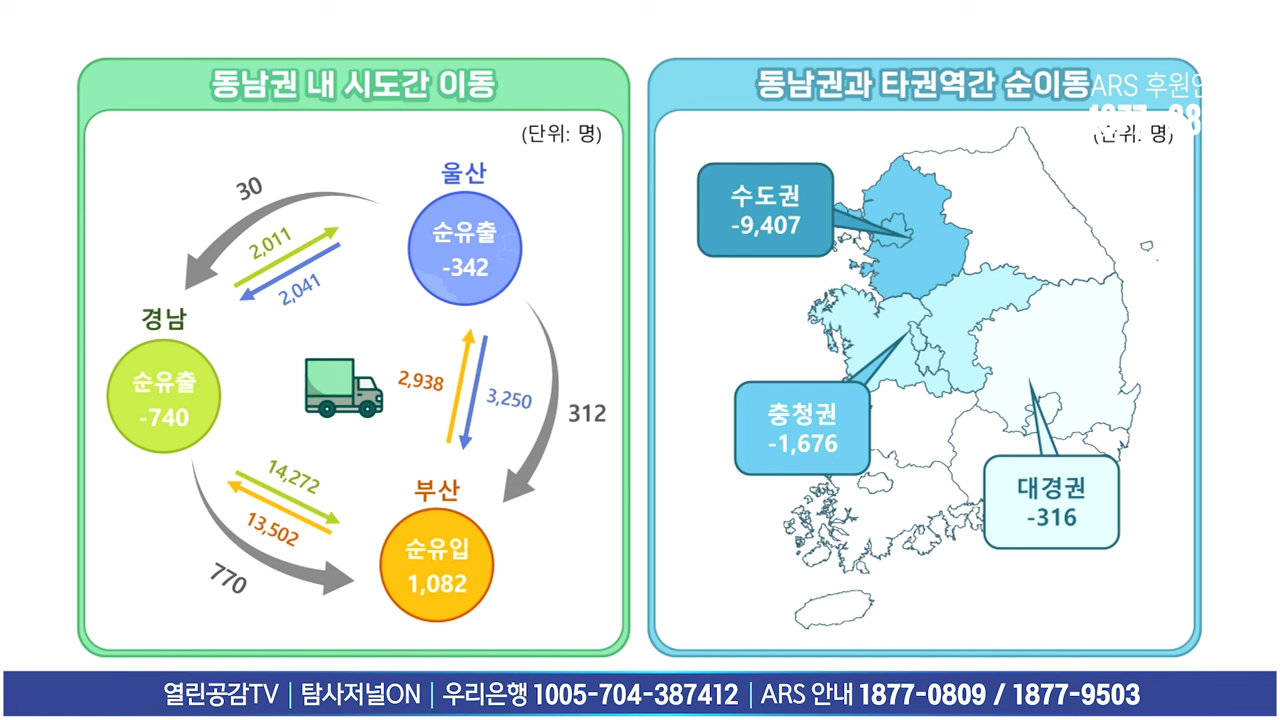 동남권 내 시도간 이동
(단위: 명)
울산
순유출
-342
30
2,011
2,041
경남
순유출
-740
2,938
3,250
312
14,272
13,502
770
부산
순유입
1,082
동남권과 타권역간 순이동
ARS 후원안
(단위: 명)
수도권
-9,407
충청권
-1,676
대경권
-316
열린공감TV | 탐사저널ON | 우리은행 1005-704-387412 | ARS 안내 1877-0809 / 1877-9503